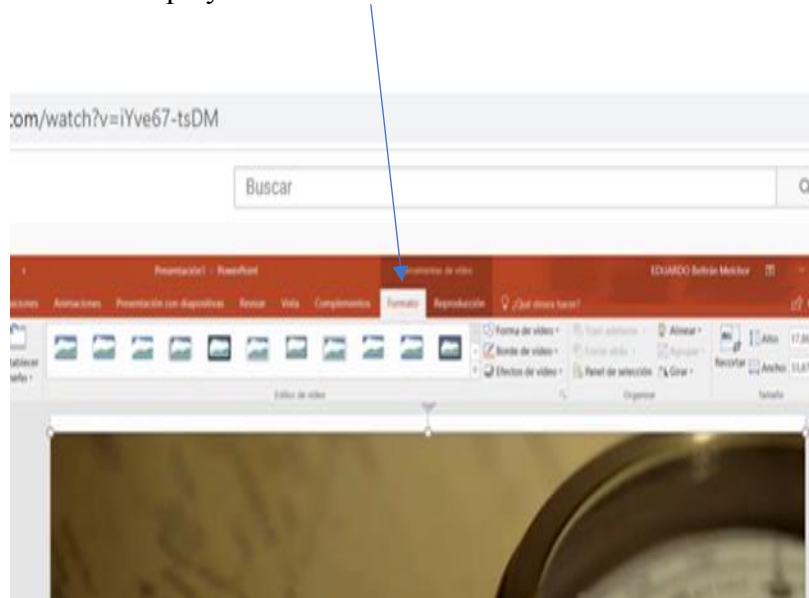 .com/watch?v=iYve67-tsDM
Buscar
Presentación1 - PowerPoint
Herramientas de vídeo
EDUARDO Beltrán Melchor
Animaciones Presentación con diapositivas Revisar Vista Complementos Formato Reproducción ¿Qué desea hacer?
Forma de vídeo
Borde de vídeo
Efectos de vídeo
Traer adelante
Enviar atrás
Panel de selección
Alinear
Agrupar
Girar
Recortar
Alto
Ancho
Estilos de vídeo
Organizar
Tamaño